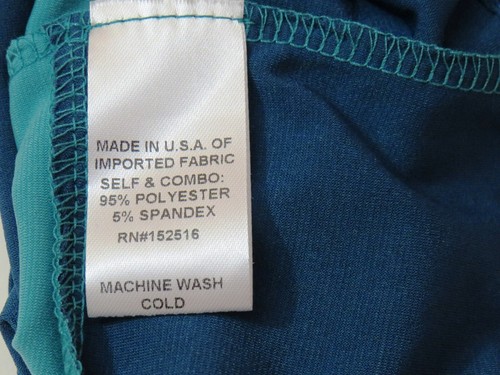 MADE IN U.S.A. OF
IMPORTED FABRIC
SELF & COMBO:
95% POLYESTER
5% SPANDEX
RN#152516
MACHINE WASH
COLD